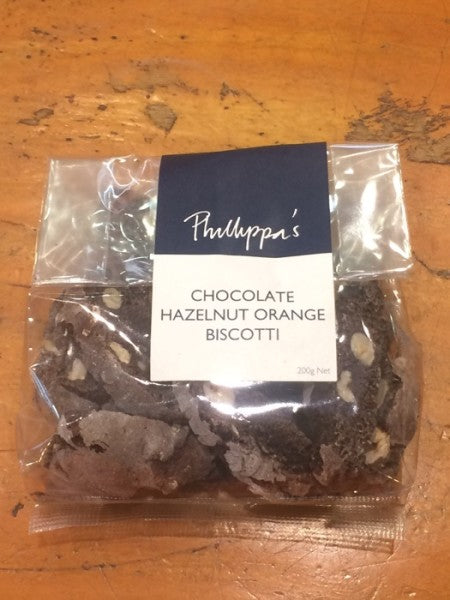 Phillippa's
CHOCOLATE
HAZELNUT ORANGE
BISCOTTI
200g Net